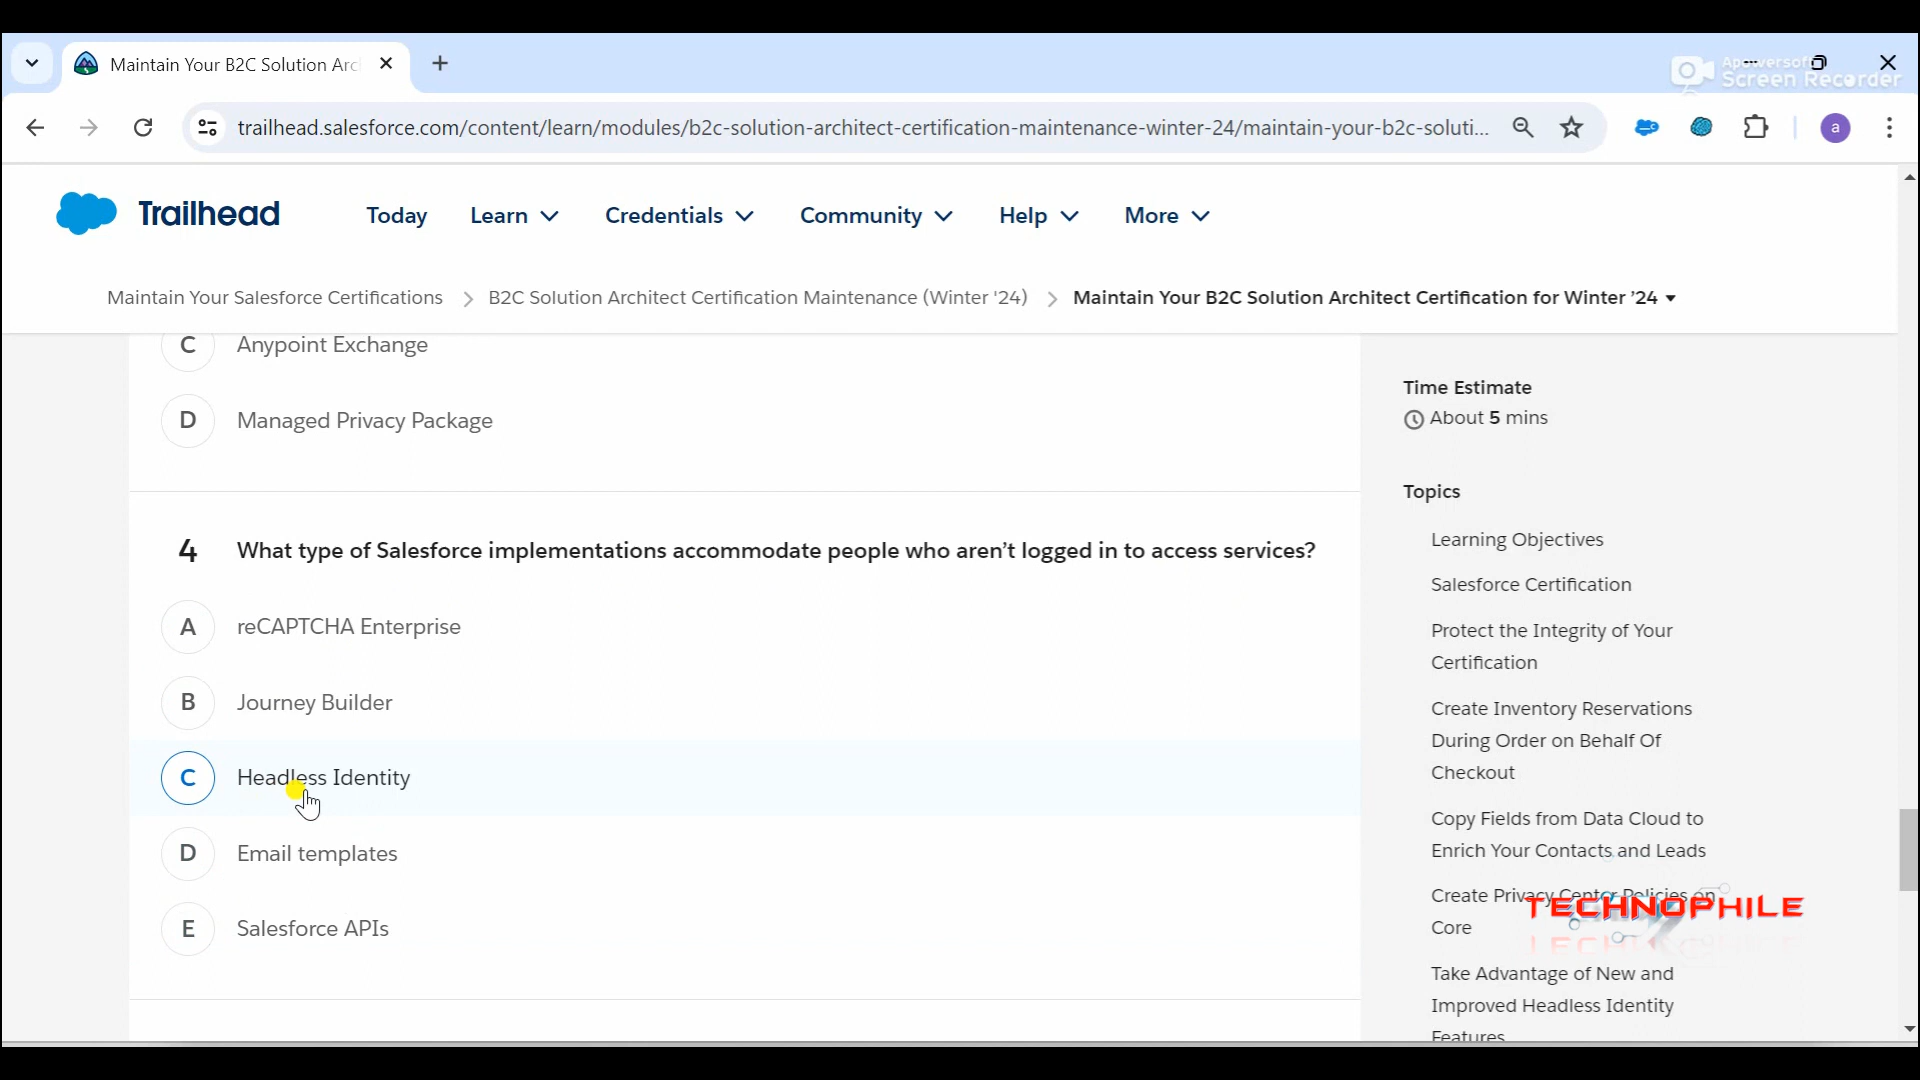 Maintain Your B2C Solution Arc
Apowersoft
Screen Recorder
trailhead.salesforce.com/content/learn/modules/b2c-solution-architect-certification-maintenance-winter-24/maintain-your-b2c-soluti...
a
Trailhead
Today
Learn
Credentials
Community
Help
More
Maintain Your Salesforce Certifications
B2C Solution Architect Certification Maintenance (Winter '24)
Maintain Your B2C Solution Architect Certification for Winter ’24
C Anypoint Exchange
D Managed Privacy Package
4 What type of Salesforce implementations accommodate people who aren’t logged in to access services?
A reCAPTCHA Enterprise
B Journey Builder
C Headless Identity
D Email templates
E Salesforce APIs
Time Estimate
About 5 mins
Topics
Learning Objectives
Salesforce Certification
Protect the Integrity of Your
Certification
Create Inventory Reservations
During Order on Behalf Of
Checkout
Copy Fields from Data Cloud to
Enrich Your Contacts and Leads
Create Privacy Center Policies on
Core
TECHNOPHILE
Take Advantage of New and
Improved Headless Identity
Features